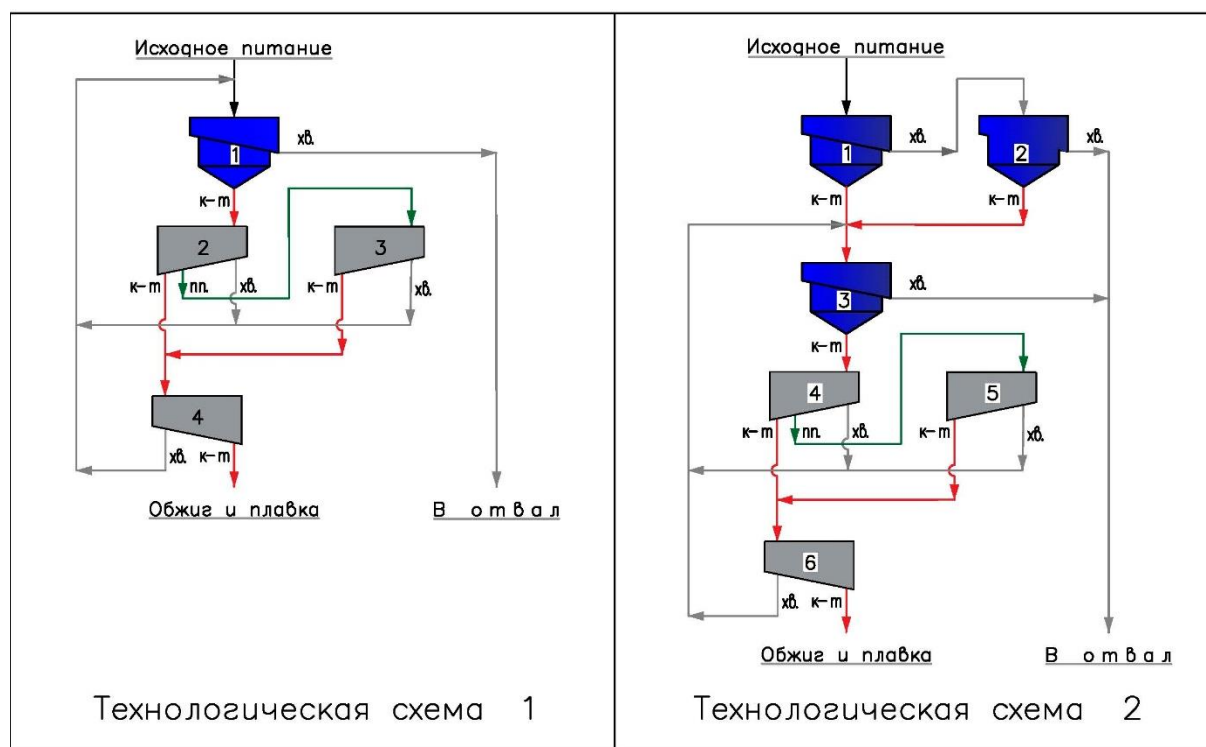 Исходное питание
хв.
1
к-т
2
3
к-т
пп.
хв.
к-т
хв.
4
хв.
к-т
Обжиг и плавка
В отвал
Технологическая схема 1
Исходное питание
хв.
хв.
1
2
к-т
к-т
хв.
3
к-т
4
5
к-т
пп.
хв.
к-т
хв.
6
хв.
к-т
Обжиг и плавка
В отвал
Технологическая схема 2